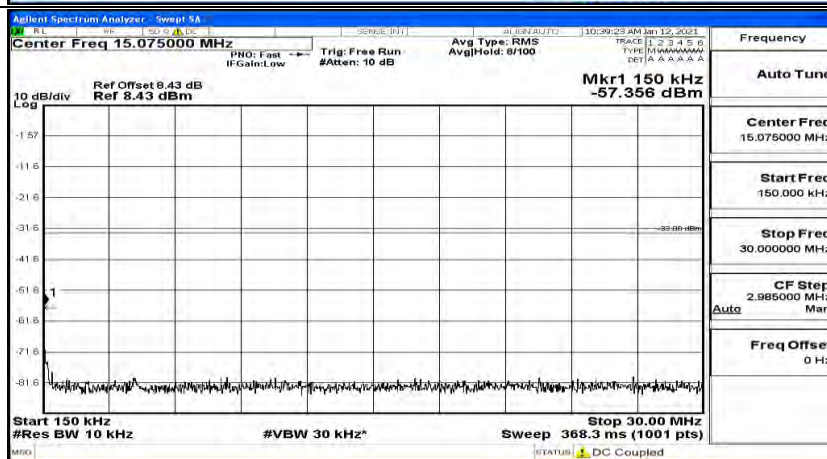 Agilent Spectrum Analyzer - Swept SA
RL RF 50 Ω DC SENSE:INT ALIGN AUTO 10:39:23 AM Jan 12, 2021
Center Freq 15.075000 MHz
PNO: Fast
IFGain:Low
Trig: Free Run
#Atten: 10 dB
Avg Type: RMS
Avg|Hold: 8/100
TRACE 1 2 3 4 5 6
TYPE M
DET A A A A A A
Ref Offset 8.43 dB
10 dB/div Ref 8.43 dBm
Log
Mkr1 150 kHz
-57.356 dBm
-1.57
-11.6
-21.6
-31.6
-33.00 dBm
-41.6
-51.6
1
-61.6
-71.6
-81.6
Start 150 kHz
#Res BW 10 kHz
#VBW 30 kHz*
Stop 30.00 MHz
Sweep 368.3 ms (1001 pts)
MSG
STATUS DC Coupled
Frequency
Auto Tune
Center Freq
15.075000 MHz
Start Freq
150.000 kHz
Stop Freq
30.000000 MHz
CF Step
2.985000 MHz
Auto Man
Freq Offset
0 Hz